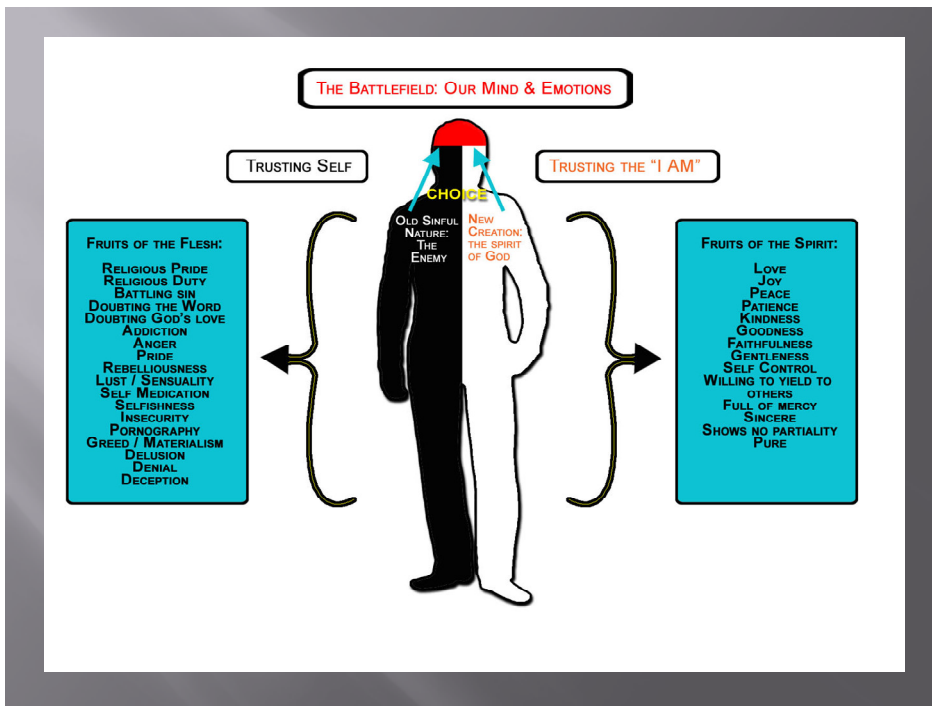 The Battlefield: Our Mind & Emotions
Trusting Self
Trusting the "I AM"
CHOICE
Old Sinful
Nature:
The
Enemy
New
Creation:
the spirit
of God
Fruits of the Flesh:
Religious Pride
Religious Duty
Battling sin
Doubting the Word
Doubting God's love
Addiction
Anger
Pride
Rebelliousness
Lust / Sensuality
Self Medication
Selfishness
Insecurity
Pornography
Greed / Materialism
Delusion
Denial
Deception
Fruits of the Spirit:
Love
Joy
Peace
Patience
Kindness
Goodness
Faithfulness
Gentleness
Self Control
Willing to yield to
others
Full of mercy
Sincere
Shows no partiality
Pure